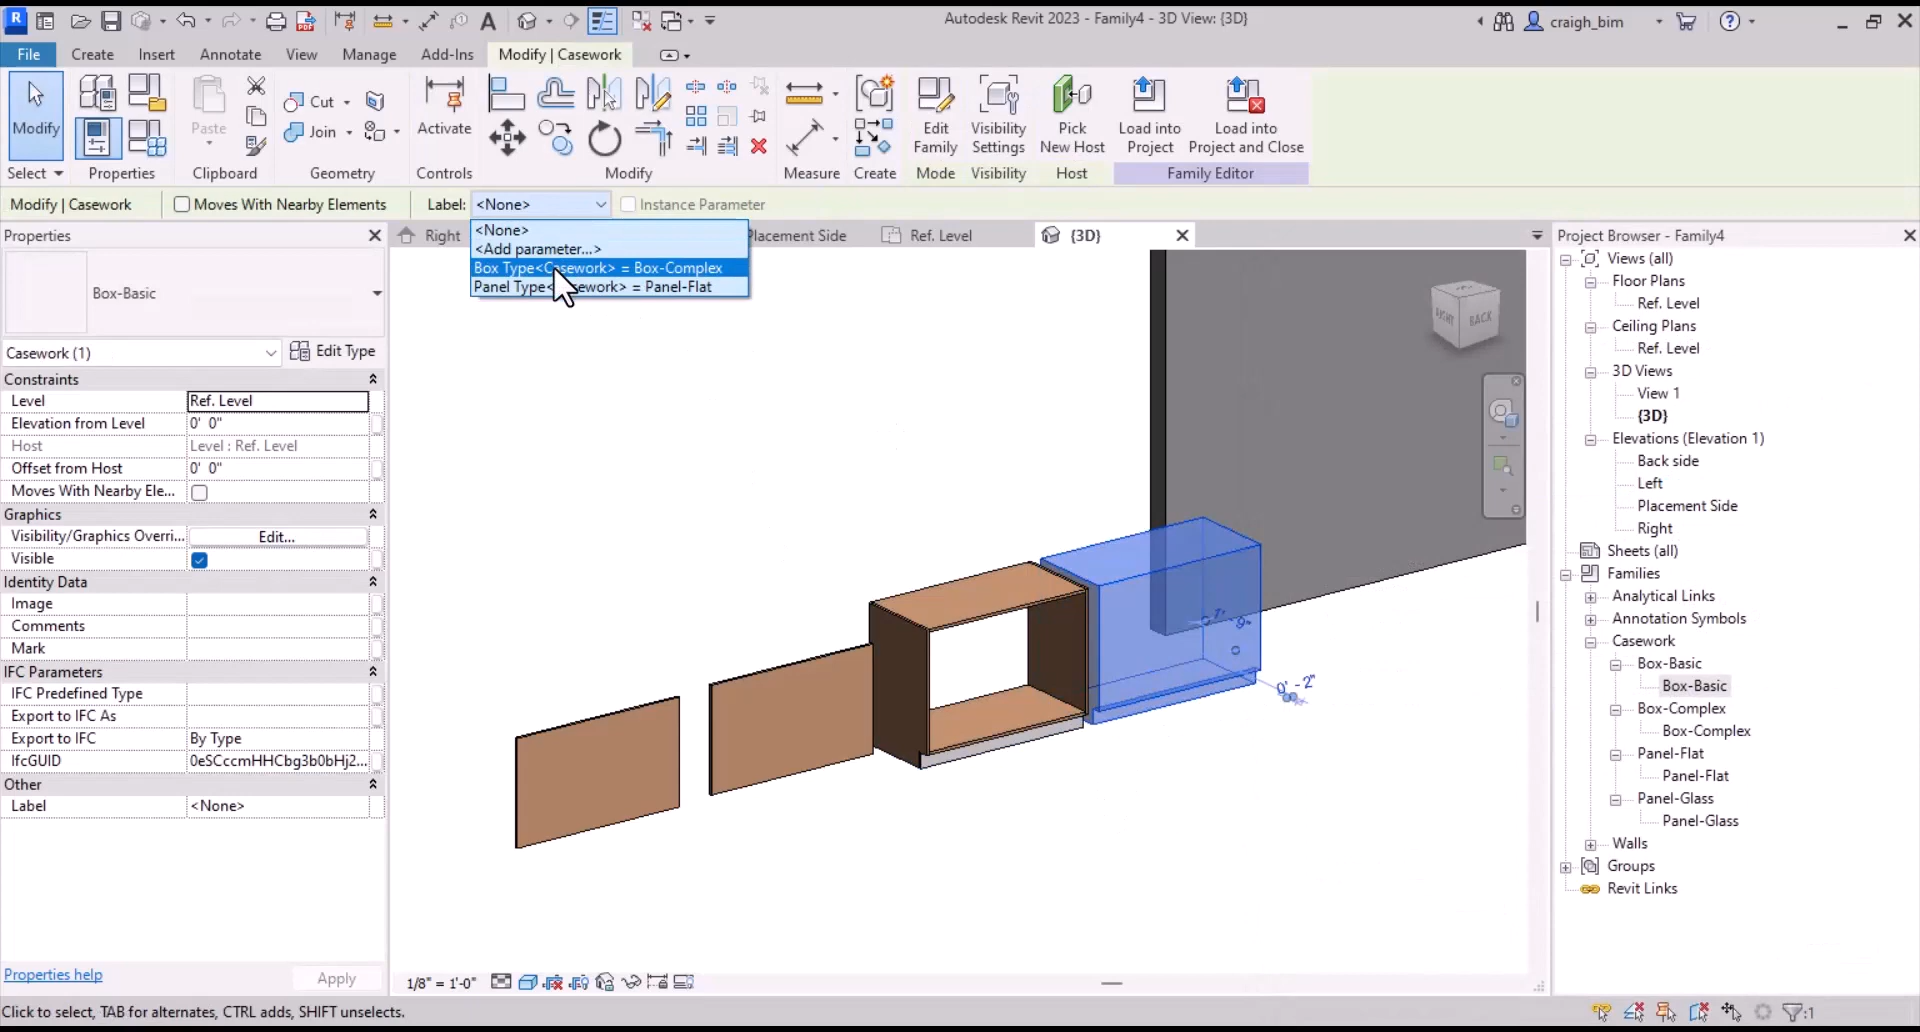 R
Autodesk Revit 2023 - Family4 - 3D View: {3D}
craigh_bim
File Create Insert Annotate View Manage Add-Ins Modify | Casework
Modify
Paste
Cut
Join
Activate
Edit Family
Visibility Settings
Pick New Host
Load into Project
Load into Project and Close
Select Properties Clipboard Geometry Controls Modify Measure Create Mode Visibility Host Family Editor
Modify | Casework Moves With Nearby Elements Label: <None> Instance Parameter
<None>
<Add parameter...>
Box Type<Casework> = Box-Complex
Panel Type< ework> = Panel-Flat
Right Placement Side Ref. Level {3D}
Properties
Box-Basic
Casework (1) Edit Type
Constraints
Level Ref. Level
Elevation from Level 0' 0"
Host Level : Ref. Level
Offset from Host 0' 0"
Moves With Nearby Ele...
Graphics
Visibility/Graphics Overri... Edit...
Visible
Identity Data
Image
Comments
Mark
IFC Parameters
IFC Predefined Type
Export to IFC As
Export to IFC By Type
IfcGUID 0eSCccmHHCbg3b0bHj2...
Other
Label <None>
Properties help Apply
RIGHT BACK
0' - 2"
1/8" = 1'-0"
Project Browser - Family4
Views (all)
Floor Plans
Ref. Level
Ceiling Plans
Ref. Level
3D Views
View 1
{3D}
Elevations (Elevation 1)
Back side
Left
Placement Side
Right
Sheets (all)
Families
Analytical Links
Annotation Symbols
Casework
Box-Basic
Box-Basic
Box-Complex
Box-Complex
Panel-Flat
Panel-Flat
Panel-Glass
Panel-Glass
Walls
Groups
Revit Links
Click to select, TAB for alternates, CTRL adds, SHIFT unselects.
:1